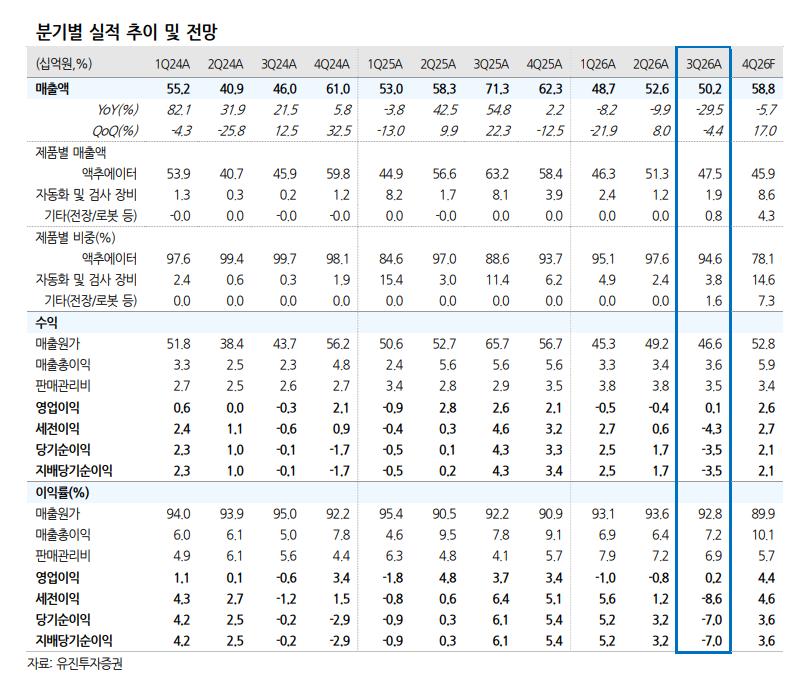 분기별 실적 추이 및 전망
(십억원,%) 1Q24A 2Q24A 3Q24A 4Q24A 1Q25A 2Q25A 3Q25A 4Q25A 1Q26A 2Q26A 3Q26A 4Q26F
매출액 55.2 40.9 46.0 61.0 53.0 58.3 71.3 62.3 48.7 52.6 50.2 58.8
YoY(%) 82.1 31.9 21.5 5.8 -3.8 42.5 54.8 2.2 -8.2 -9.9 -29.5 -5.7
QoQ(%) -4.3 -25.8 12.5 32.5 -13.0 9.9 22.3 -12.5 -21.9 8.0 -4.4 17.0
제품별 매출액
액추에이터 53.9 40.7 45.9 59.8 44.9 56.6 63.2 58.4 46.3 51.3 47.5 45.9
자동화 및 검사 장비 1.3 0.3 0.2 1.2 8.2 1.7 8.1 3.9 2.4 1.2 1.9 8.6
기타(전장/로봇 등) -0.0 0.0 -0.0 -0.0 0.0 -0.0 0.0 0.0 0.0 0.0 0.8 4.3
제품별 비중(%)
액추에이터 97.6 99.4 99.7 98.1 84.6 97.0 88.6 93.7 95.1 97.6 94.6 78.1
자동화 및 검사 장비 2.4 0.6 0.3 1.9 15.4 3.0 11.4 6.2 4.9 2.4 3.8 14.6
기타(전장/로봇 등) 0.0 0.0 0.0 0.0 0.0 0.0 0.0 0.0 0.0 0.0 1.6 7.3
수익
매출원가 51.8 38.4 43.7 56.2 50.6 52.7 65.7 56.7 45.3 49.2 46.6 52.8
매출총이익 3.3 2.5 2.3 4.8 2.4 5.6 5.6 5.6 3.3 3.4 3.6 5.9
판매관리비 2.7 2.5 2.6 2.7 3.4 2.8 2.9 3.5 3.8 3.8 3.5 3.4
영업이익 0.6 0.0 -0.3 2.1 -0.9 2.8 2.6 2.1 -0.5 -0.4 0.1 2.6
세전이익 2.4 1.1 -0.6 0.9 -0.4 0.3 4.6 3.2 2.7 0.6 -4.3 2.7
당기순이익 2.3 1.0 -0.1 -1.7 -0.5 0.1 4.3 3.3 2.5 1.7 -3.5 2.1
지배당기순이익 2.3 1.0 -0.1 -1.7 -0.5 0.2 4.3 3.4 2.5 1.7 -3.5 2.1
이익률(%)
매출원가 94.0 93.9 95.0 92.2 95.4 90.5 92.2 90.9 93.1 93.6 92.8 89.9
매출총이익 6.0 6.1 5.0 7.8 4.6 9.5 7.8 9.1 6.9 6.4 7.2 10.1
판매관리비 4.9 6.1 5.6 4.4 6.3 4.8 4.1 5.7 7.9 7.2 6.9 5.7
영업이익 1.1 0.1 -0.6 3.4 -1.8 4.8 3.7 3.4 -1.0 -0.8 0.2 4.4
세전이익 4.3 2.7 -1.2 1.5 -0.8 0.6 6.4 5.1 5.6 1.2 -8.6 4.6
당기순이익 4.2 2.5 -0.2 -2.9 -0.9 0.3 6.1 5.4 5.2 3.2 -7.0 3.6
지배당기순이익 4.2 2.5 -0.2 -2.9 -0.9 0.3 6.1 5.4 5.2 3.2 -7.0 3.6
자료: 유진투자증권